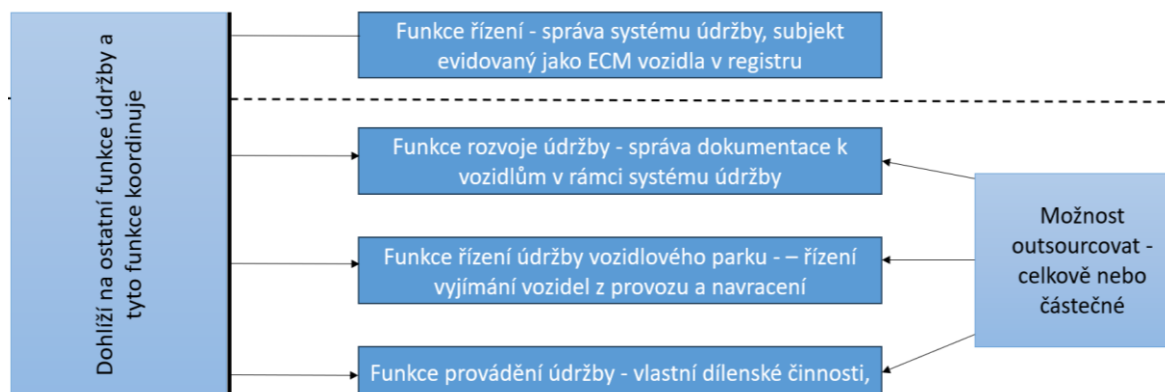 Dohlíží na ostatní funkce údržby a
tyto funkce koordinuje
Funkce řízení - správa systému údržby, subjekt
evidovaný jako ECM vozidla v registru
Funkce rozvoje údržby - správa dokumentace k
vozidlům v rámci systému údržby
Funkce řízení údržby vozidlového parku - – řízení
vyjímání vozidel z provozu a navracení
Funkce provádění údržby - vlastní dílenské činnosti,
Možnost
outsourcovat -
celkově nebo
částečné